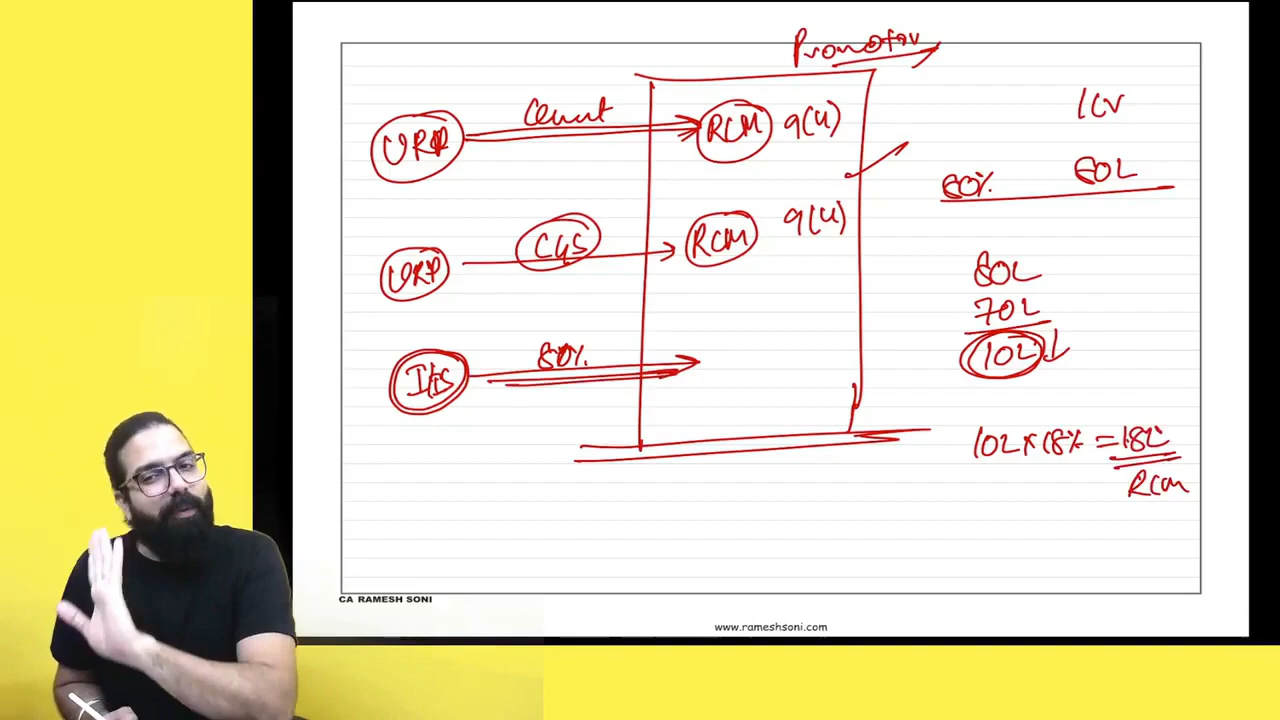 Promoter
URP Cement RCM 9(4)
1cr
80% 80L
URP CGS RCM 9(4)
80L
70L
I/IS 80% 10L ↓
10L x 18% = 1.8L
RCM
CA RAMESH SONI
www.rameshsoni.com